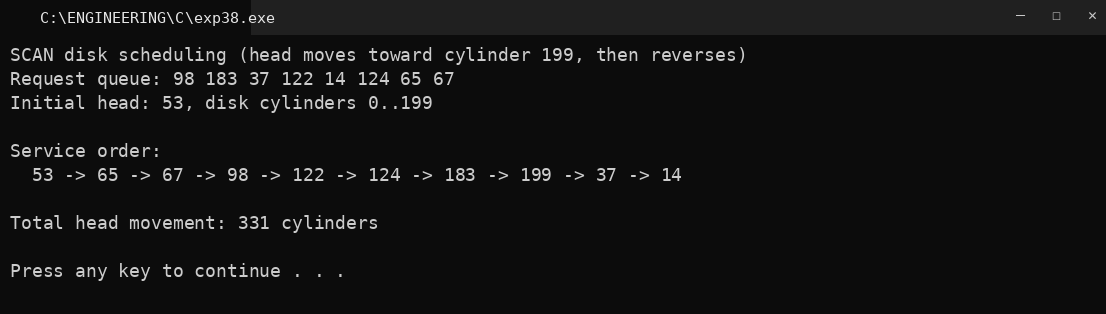 C:\ENGINEERING\C\exp38.exe
SCAN disk scheduling (head moves toward cylinder 199, then reverses)
Request queue: 98 183 37 122 14 124 65 67
Initial head: 53, disk cylinders 0..199
Service order:
53 -> 65 -> 67 -> 98 -> 122 -> 124 -> 183 -> 199 -> 37 -> 14
Total head movement: 331 cylinders
Press any key to continue . . .